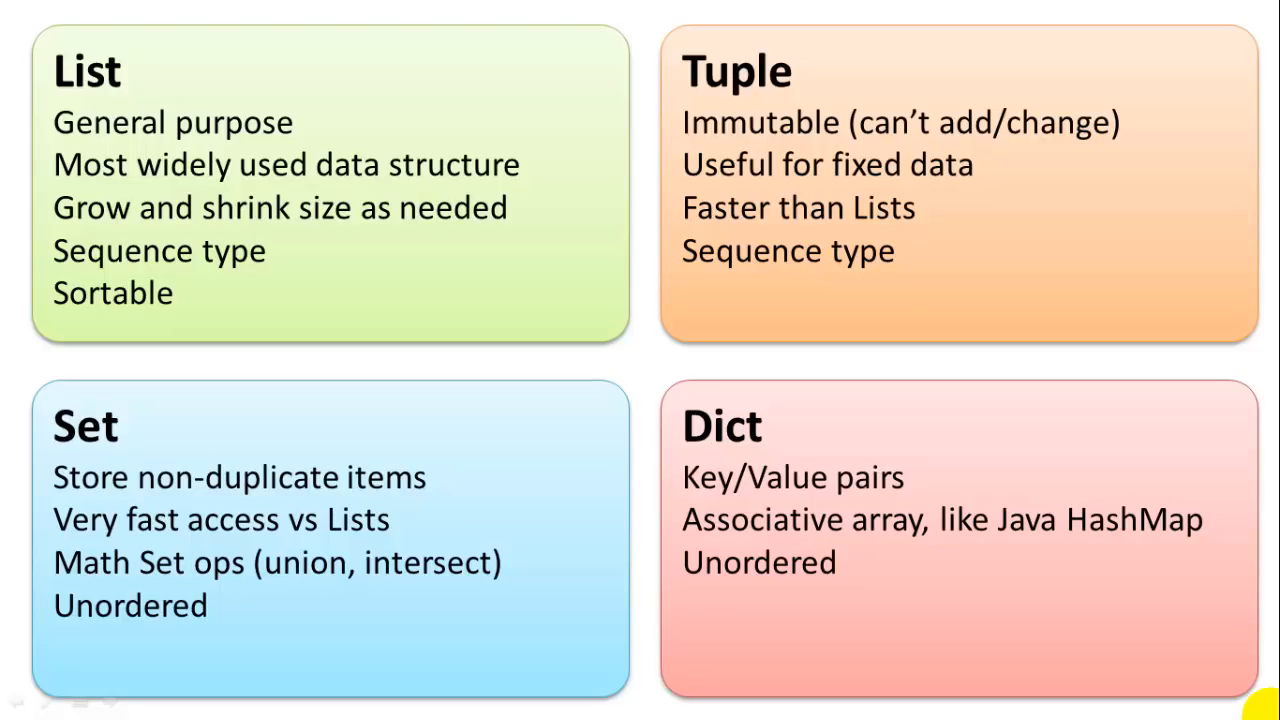 List
General purpose
Most widely used data structure
Grow and shrink size as needed
Sequence type
Sortable
Tuple
Immutable (can’t add/change)
Useful for fixed data
Faster than Lists
Sequence type
Set
Store non-duplicate items
Very fast access vs Lists
Math Set ops (union, intersect)
Unordered
Dict
Key/Value pairs
Associative array, like Java HashMap
Unordered